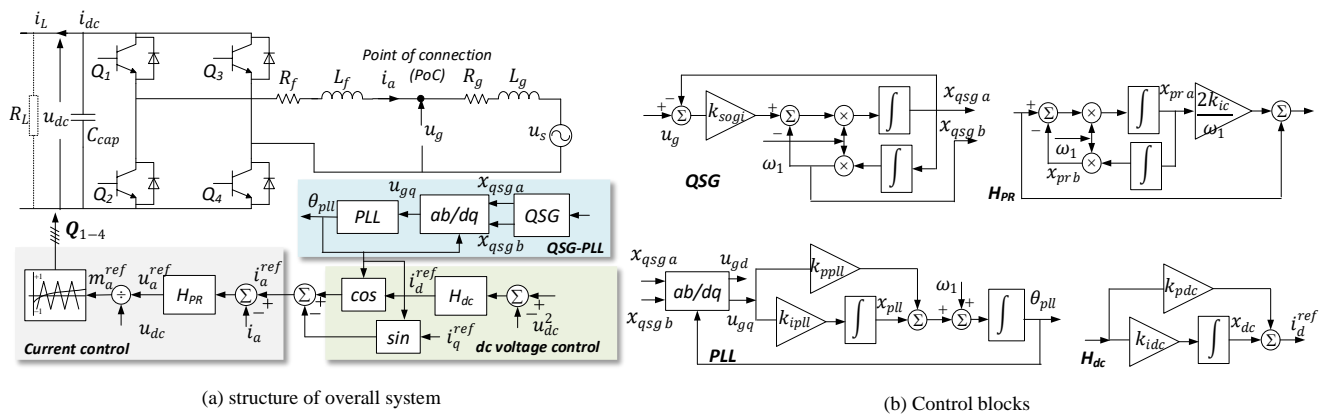 i_L
i_dc
Q_1
Q_3
Point of connection
(PoC)
R_f
L_f
i_a
R_g
L_g
R_L
u_dc
C_cap
u_g
u_s
Q_2
Q_4
Q_1−4
θ_pll
PLL
u_gq
ab/dq
x_qsg a
x_qsg b
QSG
QSG-PLL
+1
-1
m_a^ref
÷
u_dc
u_a^ref
H_PR
i_a^ref
Σ
+
−
i_a
Current control
Σ
+
−
cos
sin
i_d^ref
H_dc
Σ
+
−
u_dc^2
i_q^ref
dc voltage control
(a) structure of overall system
+
−
Σ
u_g
k_sogi
+
−
Σ
×
∫
x_qsg a
x_qsg b
ω_1
×
∫
QSG
+
−
Σ
×
∫
x_pr a
2k_ic
ω_1
Σ
ω_1
x_pr b
×
∫
H_PR
x_qsg a
x_qsg b
ab/dq
u_gd
u_gq
k_ppll
k_ipll
∫
x_pll
Σ
ω_1
+
+
Σ
∫
θ_pll
PLL
k_pdc
k_idc
∫
x_dc
Σ
i_d^ref
H_dc
(b) Control blocks